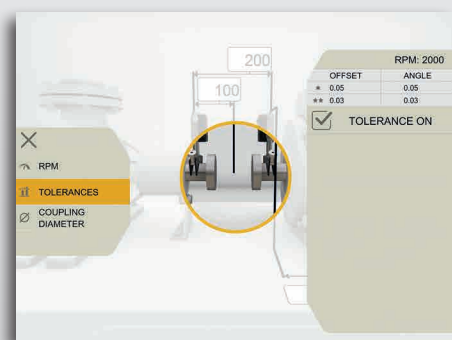 200
100
RPM
TOLERANCES
COUPLING
DIAMETER
RPM: 2000
OFFSET ANGLE
★ 0.05 0.05
★★ 0.03 0.03
TOLERANCE ON